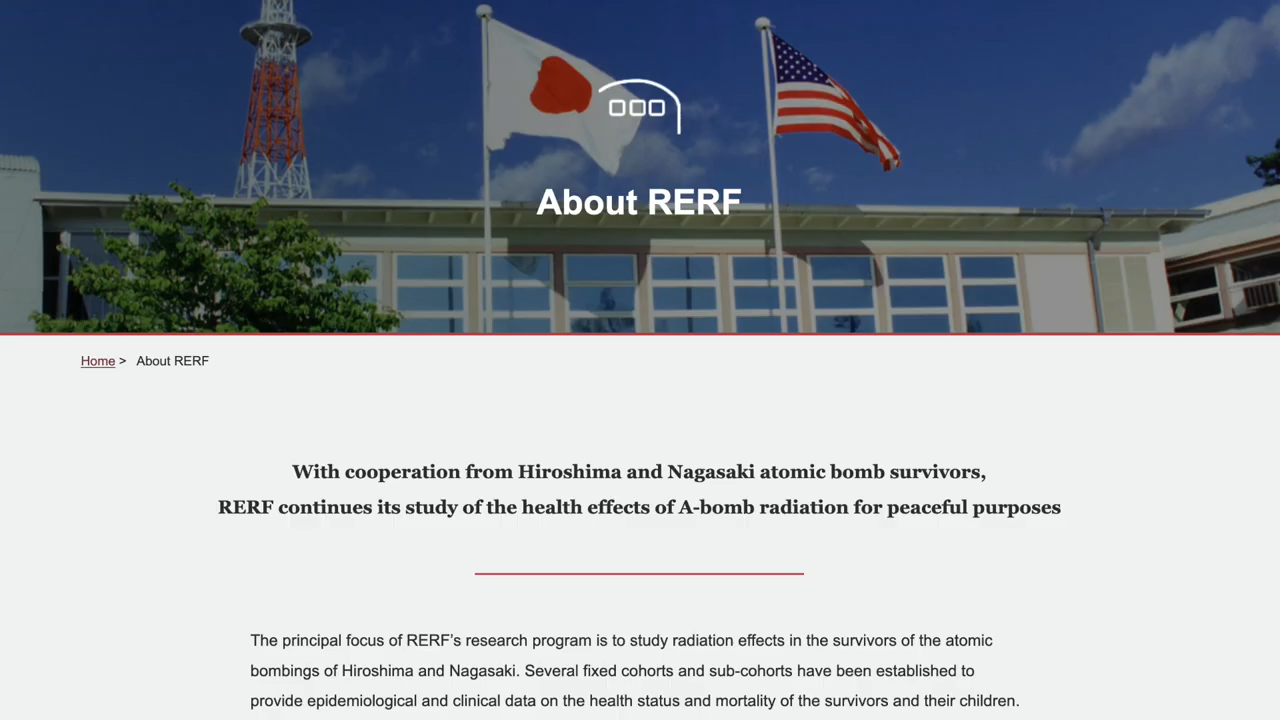 About RERF
Home > About RERF
With cooperation from Hiroshima and Nagasaki atomic bomb survivors,
RERF continues its study of the health effects of A-bomb radiation for peaceful purposes
The principal focus of RERF’s research program is to study radiation effects in the survivors of the atomic
bombings of Hiroshima and Nagasaki. Several fixed cohorts and sub-cohorts have been established to
provide epidemiological and clinical data on the health status and mortality of the survivors and their children.